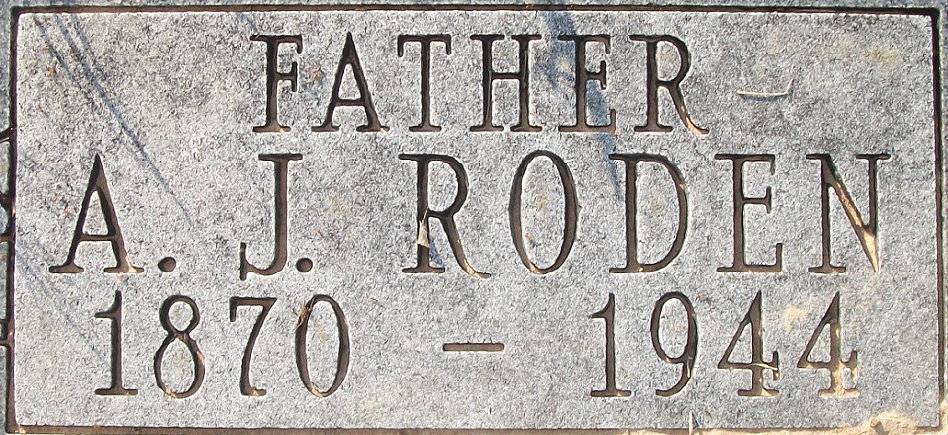 FATHER
A. J. RODEN
1870 - 1944